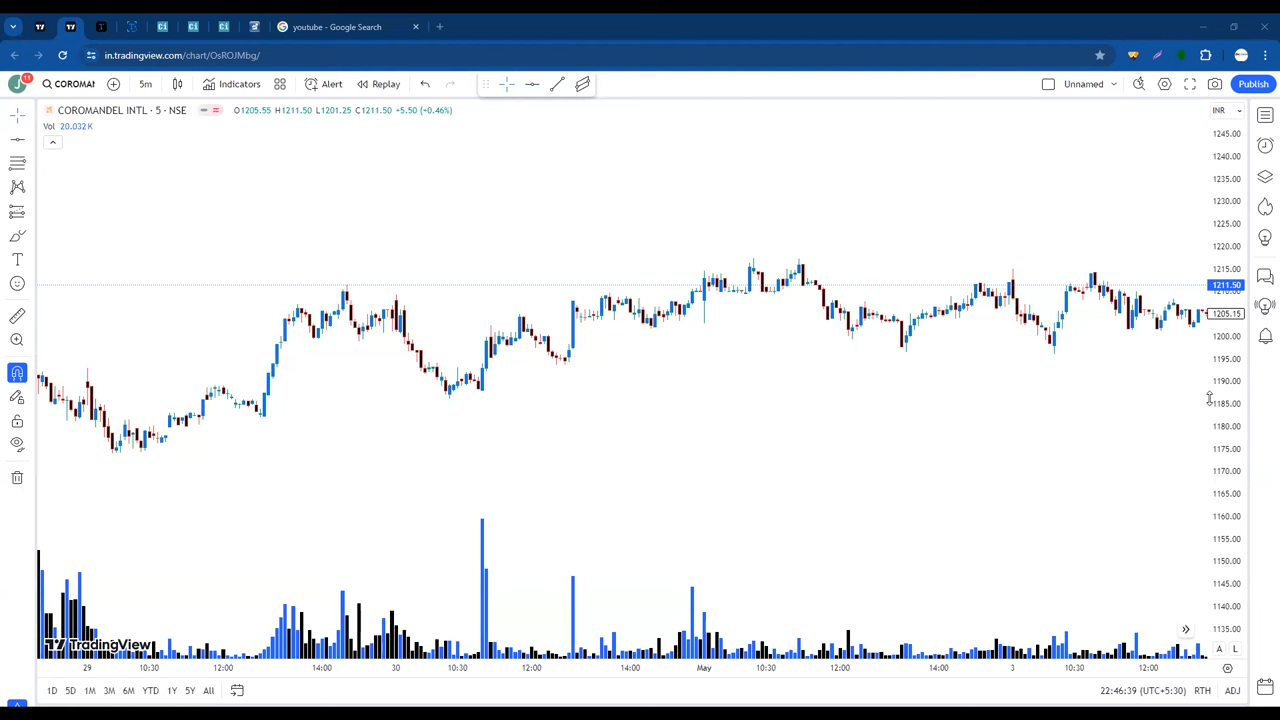 youtube - Google Search
in.tradingview.com/chart/OsROJMbg/
11
COROMAN
5m
Indicators
Alert
Replay
Unnamed
Publish
COROMANDEL INTL · 5 · NSE
O1205.55 H1211.50 L1201.25 C1211.50 +5.50 (+0.46%)
INR
Vol 20.032 K
1245.00
1240.00
1235.00
1230.00
1225.00
1220.00
1215.00
1211.50
1210.00
1205.15
1200.00
1195.00
1190.00
1185.00
1180.00
1175.00
1170.00
1165.00
1160.00
1155.00
1150.00
1145.00
1140.00
1135.00
TradingView
A L
29 10:30 12:00 14:00 30 10:30 12:00 14:00 May 10:30 12:00 14:00 3 10:30 12:00
1D 5D 1M 3M 6M YTD 1Y 5Y All
22:46:39 (UTC+5:30) RTH ADJ